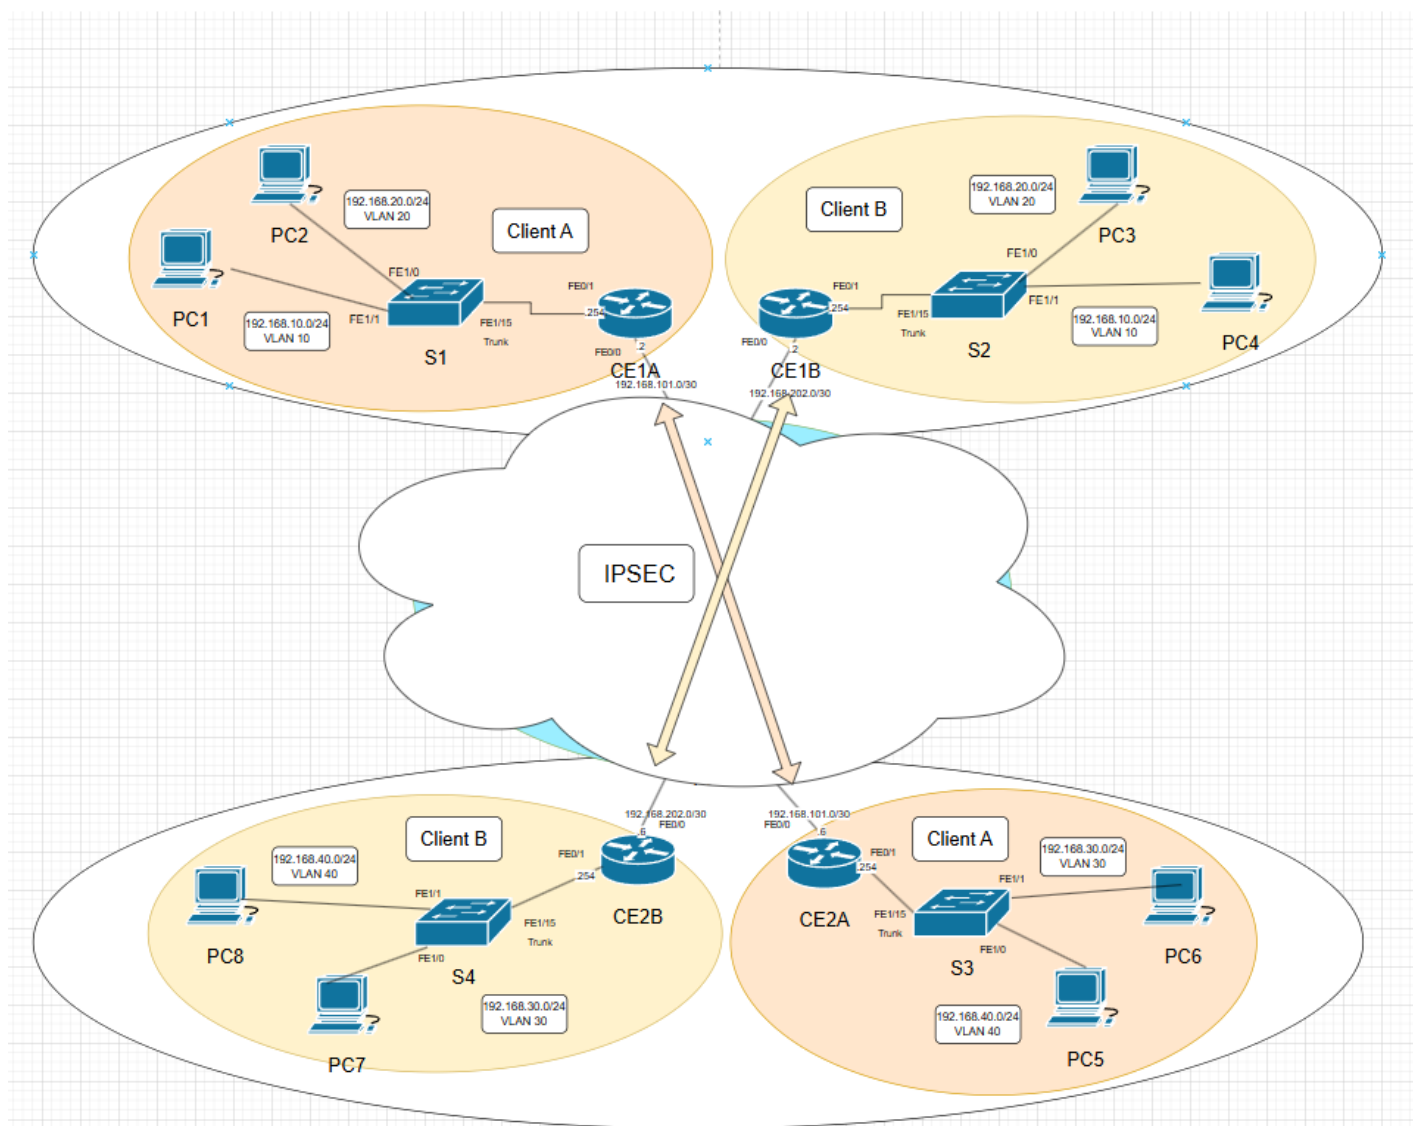 192.168.20.0/24
VLAN 20
PC2
Client A
FE1/0
FE0/1
PC1
192.168.10.0/24
VLAN 10
FE1/1
FE1/15
Trunk
.254
S1
FE0/0
.2
CE1A
192.168.101.0/30
Client B
192.168.20.0/24
VLAN 20
PC3
FE1/0
FE0/1
.254
FE1/15
Trunk
FE1/1
192.168.10.0/24
VLAN 10
PC4
S2
FE0/0
.2
CE1B
192.168.202.0/30
IPSEC
192.168.202.0/30
FE0/0
.6
Client B
192.168.40.0/24
VLAN 40
FE0/1
.254
FE1/1
CE2B
FE1/15
Trunk
PC8
FE1/0
S4
192.168.30.0/24
VLAN 30
PC7
192.168.101.0/30
FE0/0
.6
Client A
192.168.30.0/24
VLAN 30
FE0/1
.254
FE1/1
CE2A
FE1/15
Trunk
FE1/0
S3
PC6
192.168.40.0/24
VLAN 40
PC5